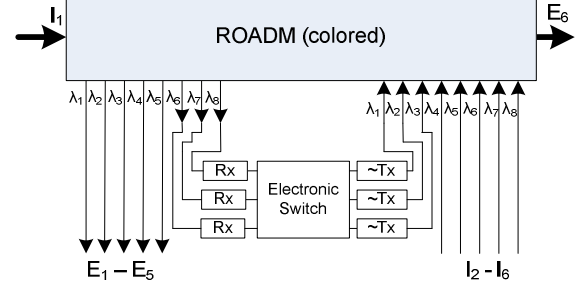 I1
E6
ROADM (colored)
λ1 λ2 λ3 λ4 λ5 λ6 λ7 λ8
λ1 λ2 λ3 λ4 λ5 λ6 λ7 λ8
Rx
~Tx
Electronic
Switch
Rx
~Tx
Rx
~Tx
E1 – E5
I2 - I6